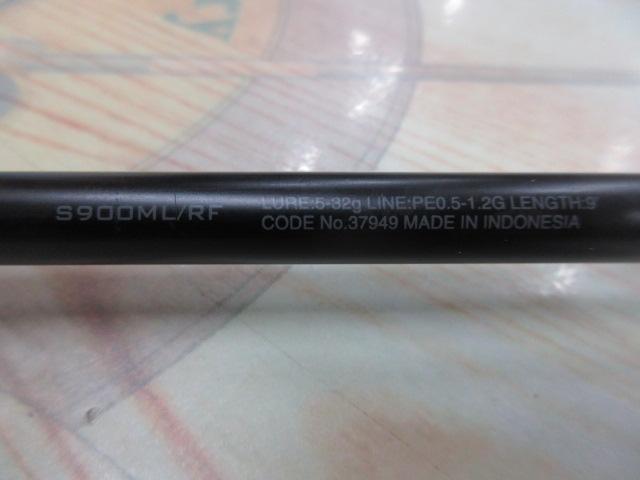 S900ML/RF
LURE:5-32g LINE:PE0.5-1.2G LENGTH:9'
CODE No.37949 MADE IN INDONESIA